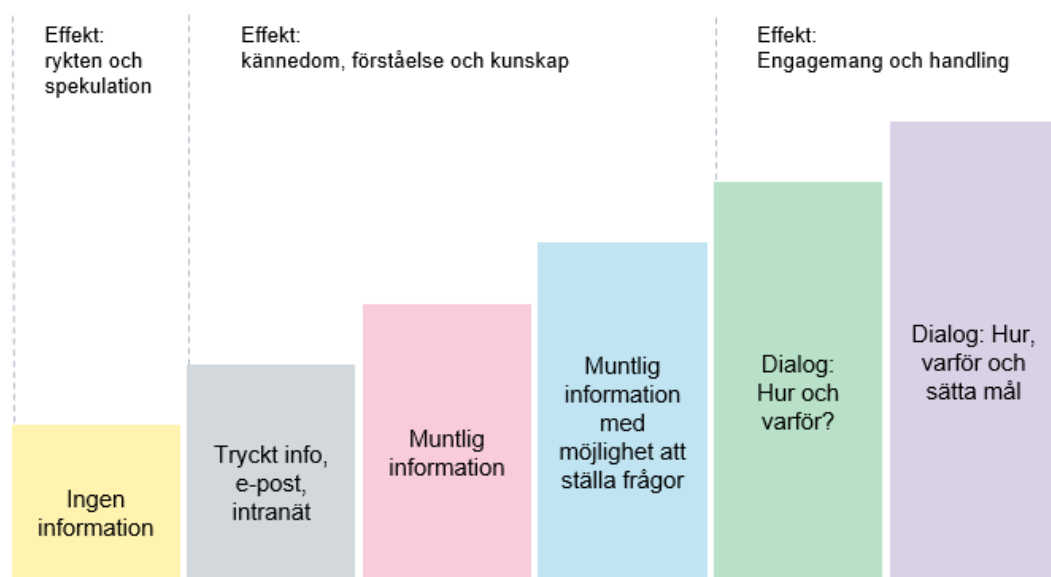 Effekt:
rykten och
spekulation
Effekt:
kännedom, förståelse och kunskap
Effekt:
Engagemang och handling
Ingen
information
Tryckt info,
e-post,
intranät
Muntlig
information
Muntlig
information
med
möjlighet att
ställa frågor
Dialog:
Hur och
varför?
Dialog: Hur,
varför och
sätta mål